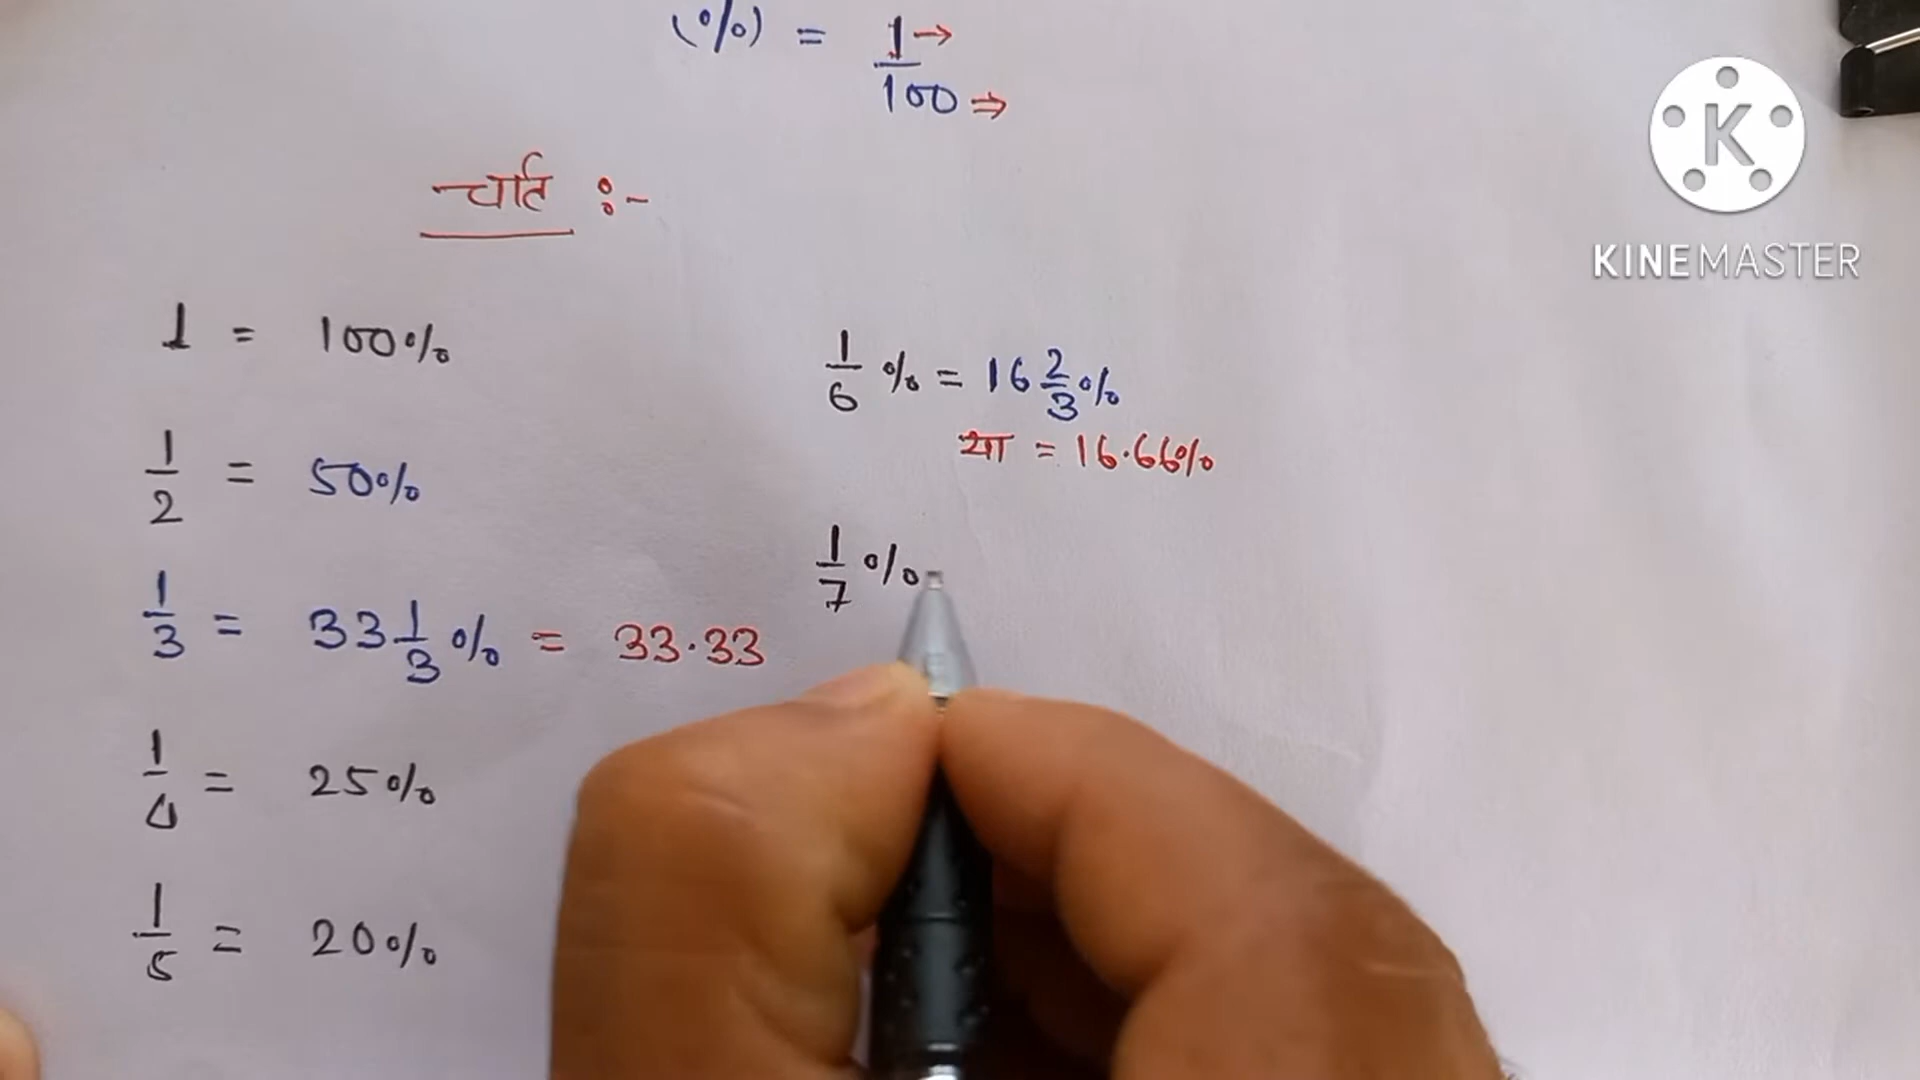 (%) = 1→
100⇒
चार्ट :-
1 = 100%
1/2 = 50%
1/3 = 33 1/3% = 33.33
1/4 = 25%
1/5 = 20%
1/6 % = 16 2/3%
या = 16.66%
1/7 %
K
KINEMASTER